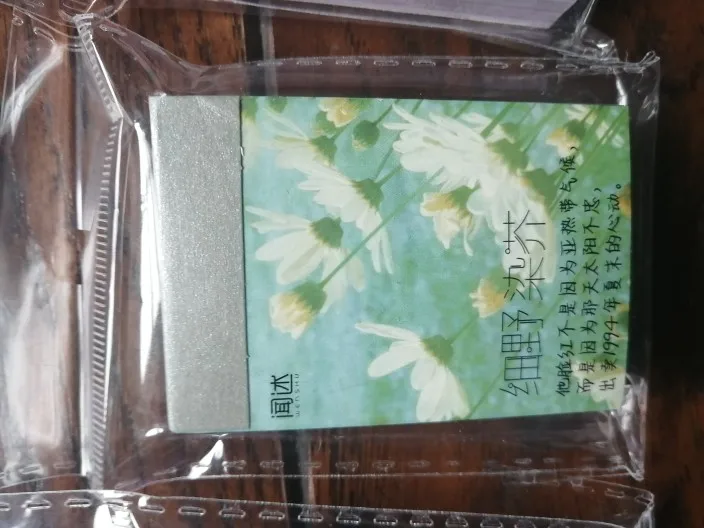 细野染芥
他脸红不是因为亚热带气候，
而是因为那天太阳不忠，
出卖1994年夏末的心动。
闻述
WENSHU